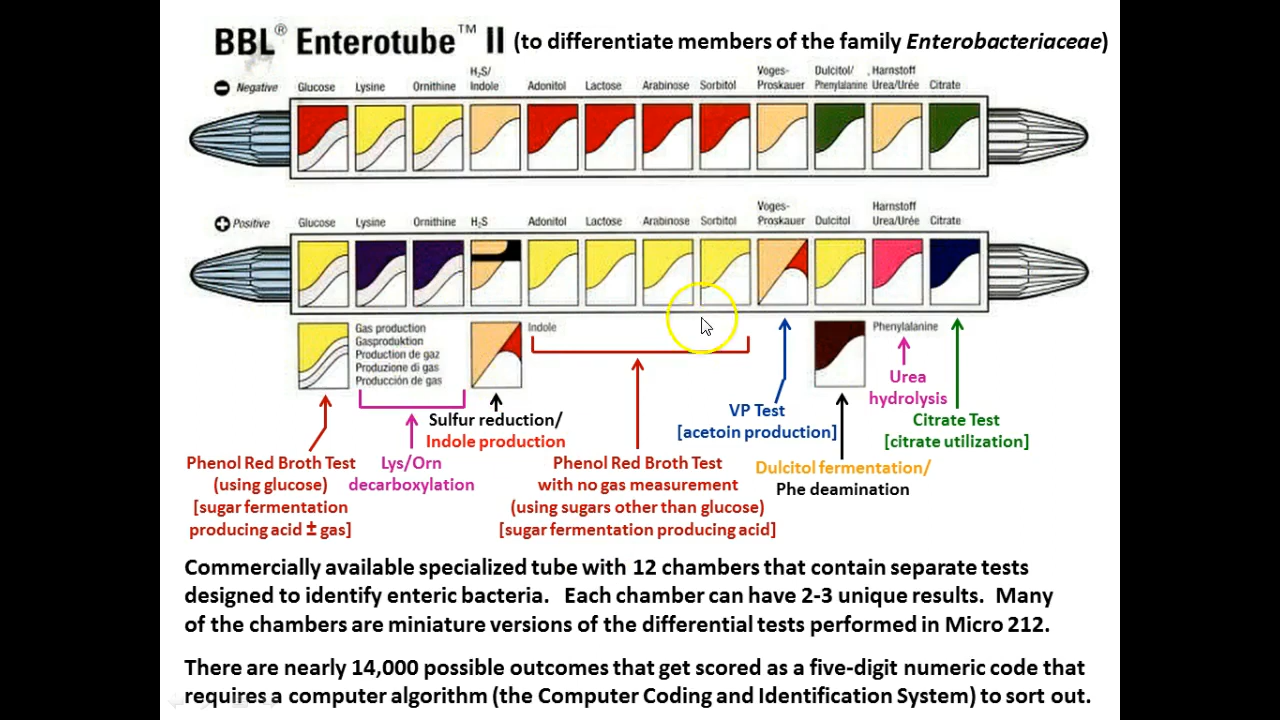 BBL® Enterotube™ II (to differentiate members of the family Enterobacteriaceae)
H₂S/ Voges- Dulcitol/ Harnstoff
Negative Glucose Lysine Ornithine Indole Adonitol Lactose Arabinose Sorbitol Proskauer Phenylalanine Urea/Urée Citrate
Voges- Harnstoff
Positive Glucose Lysine Ornithine H₂S Adonitol Lactose Arabinose Sorbitol Proskauer Dulcitol Urea/Urée Citrate
Gas production
Gasproduktion
Production de gaz
Produzione di gas
Producción de gas
Indole
Phenylalanine
Urea
hydrolysis
Sulfur reduction/
Indole production
VP Test
[acetoin production]
Citrate Test
[citrate utilization]
Phenol Red Broth Test
(using glucose)
[sugar fermentation
producing acid ± gas]
Lys/Orn
decarboxylation
Phenol Red Broth Test
with no gas measurement
(using sugars other than glucose)
[sugar fermentation producing acid]
Dulcitol fermentation/
Phe deamination
Commercially available specialized tube with 12 chambers that contain separate tests
designed to identify enteric bacteria. Each chamber can have 2-3 unique results. Many
of the chambers are miniature versions of the differential tests performed in Micro 212.
There are nearly 14,000 possible outcomes that get scored as a five-digit numeric code that
requires a computer algorithm (the Computer Coding and Identification System) to sort out.